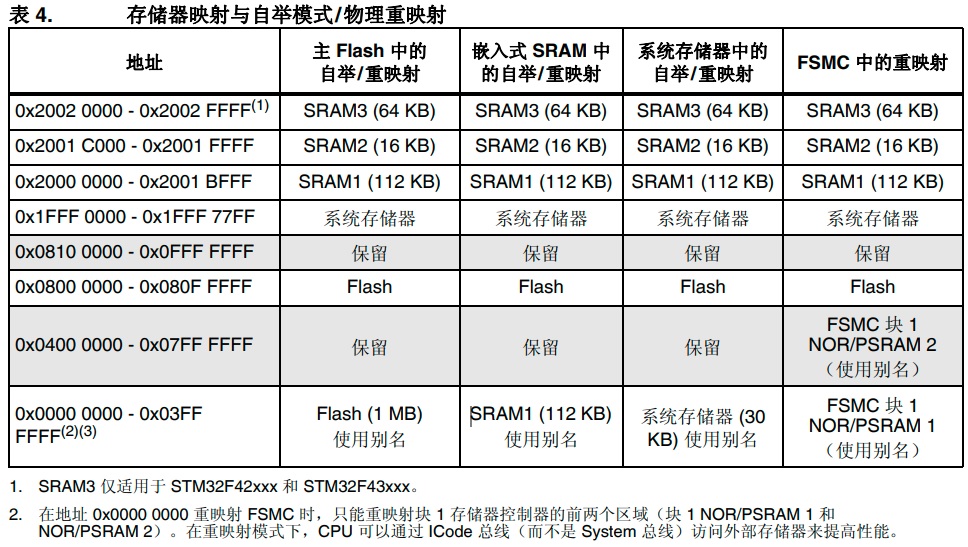 表 4. 存储器映射与自举模式/物理重映射
地址
主 Flash 中的
自举/重映射
嵌入式 SRAM 中
的自举/重映射
系统存储器中的
自举/重映射
FSMC 中的重映射
0x2002 0000 - 0x2002 FFFF(1) SRAM3 (64 KB) SRAM3 (64 KB) SRAM3 (64 KB) SRAM3 (64 KB)
0x2001 C000 - 0x2001 FFFF SRAM2 (16 KB) SRAM2 (16 KB) SRAM2 (16 KB) SRAM2 (16 KB)
0x2000 0000 - 0x2001 BFFF SRAM1 (112 KB) SRAM1 (112 KB) SRAM1 (112 KB) SRAM1 (112 KB)
0x1FFF 0000 - 0x1FFF 77FF 系统存储器 系统存储器 系统存储器 系统存储器
0x0810 0000 - 0x0FFF FFFF 保留 保留 保留 保留
0x0800 0000 - 0x080F FFFF Flash Flash Flash Flash
0x0400 0000 - 0x07FF FFFF 保留 保留 保留
FSMC 块 1
NOR/PSRAM 2
（使用别名）
0x0000 0000 - 0x03FF
FFFF(2)(3)
Flash (1 MB)
使用别名
SRAM1 (112 KB)
使用别名
系统存储器 (30
KB) 使用别名
FSMC 块 1
NOR/PSRAM 1
（使用别名）
1. SRAM3 仅适用于 STM32F42xxx 和 STM32F43xxx。
2. 在地址 0x0000 0000 重映射 FSMC 时，只能重映射块 1 存储器控制器的前两个区域（块 1 NOR/PSRAM 1 和
NOR/PSRAM 2）。在重映射模式下，CPU 可以通过 ICode 总线（而不是 System 总线）访问外部存储器来提高性能。